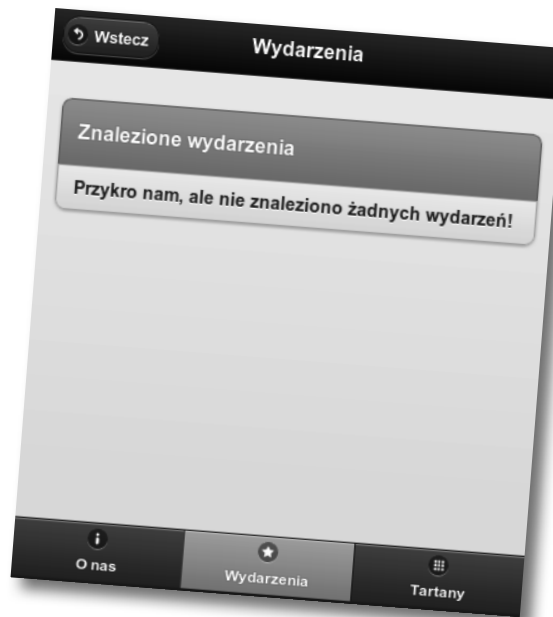 Wstecz
Wydarzenia
Znalezione wydarzenia
Przykro nam, ale nie znaleziono żadnych wydarzeń!
O nas
Wydarzenia
Tartany